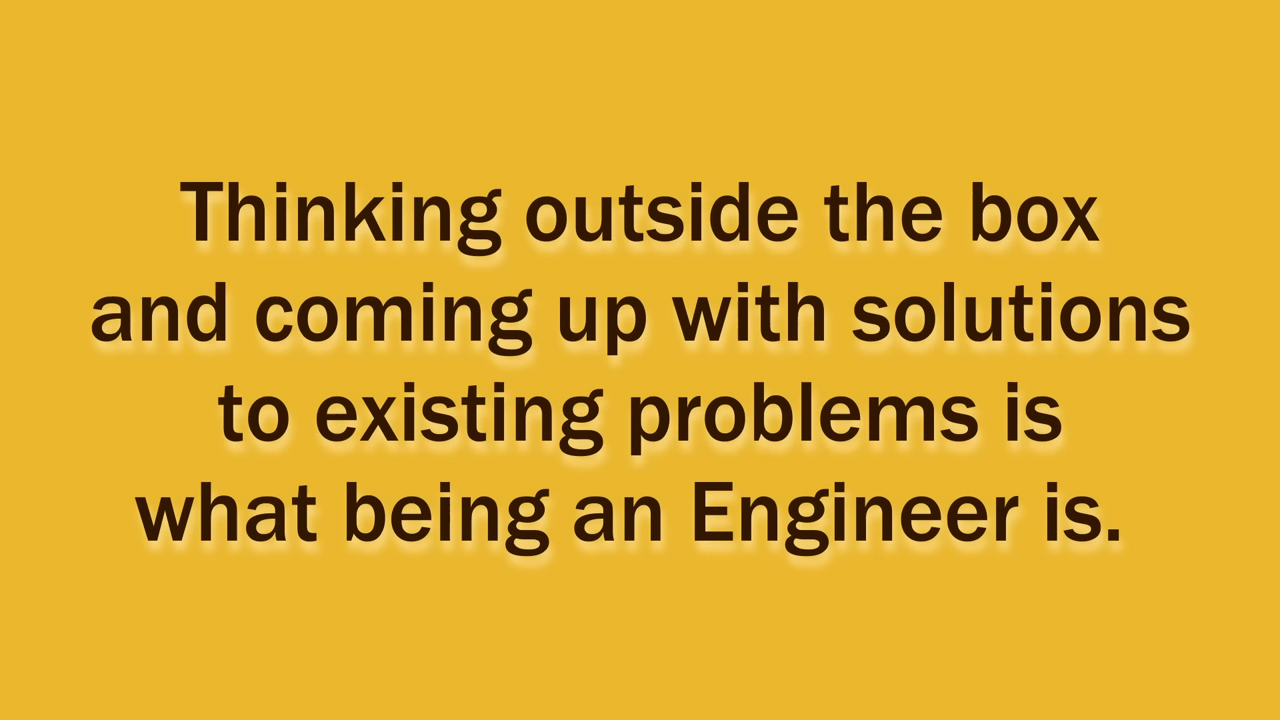 Thinking outside the box
and coming up with solutions
to existing problems is
what being an Engineer is.